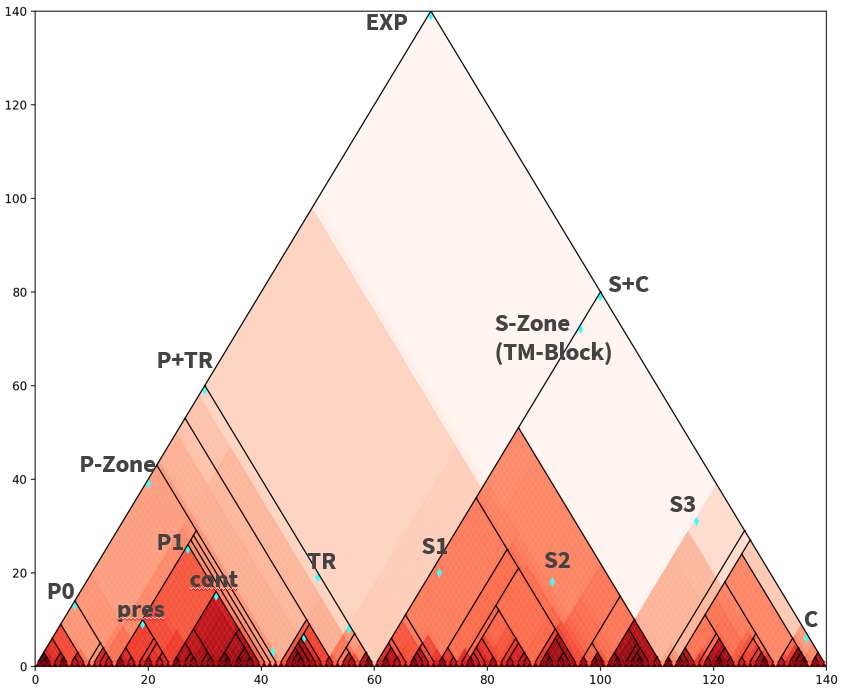 140
EXP
120
100
S+C
80
S-Zone
(TM-Block)
P+TR
60
P-Zone
40
S3
P1
S1
TR
S2
cont
20
P0
pres
C
0
0 20 40 60 80 100 120 140